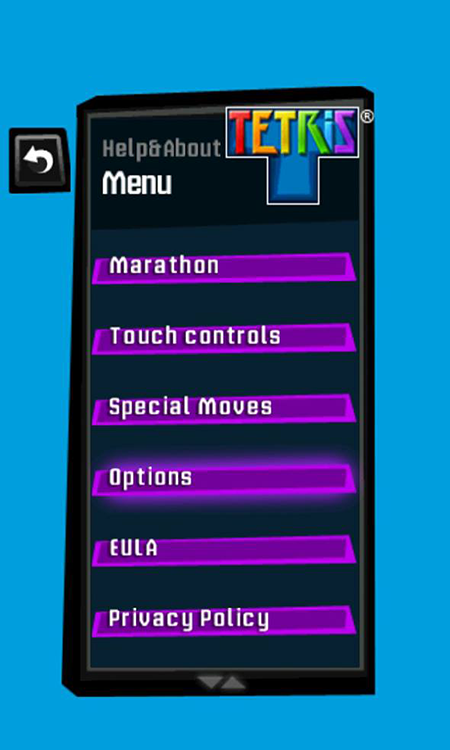 TETRIS®
Help&About
Menu
Marathon
Touch controls
Special Moves
Options
EULA
Privacy Policy